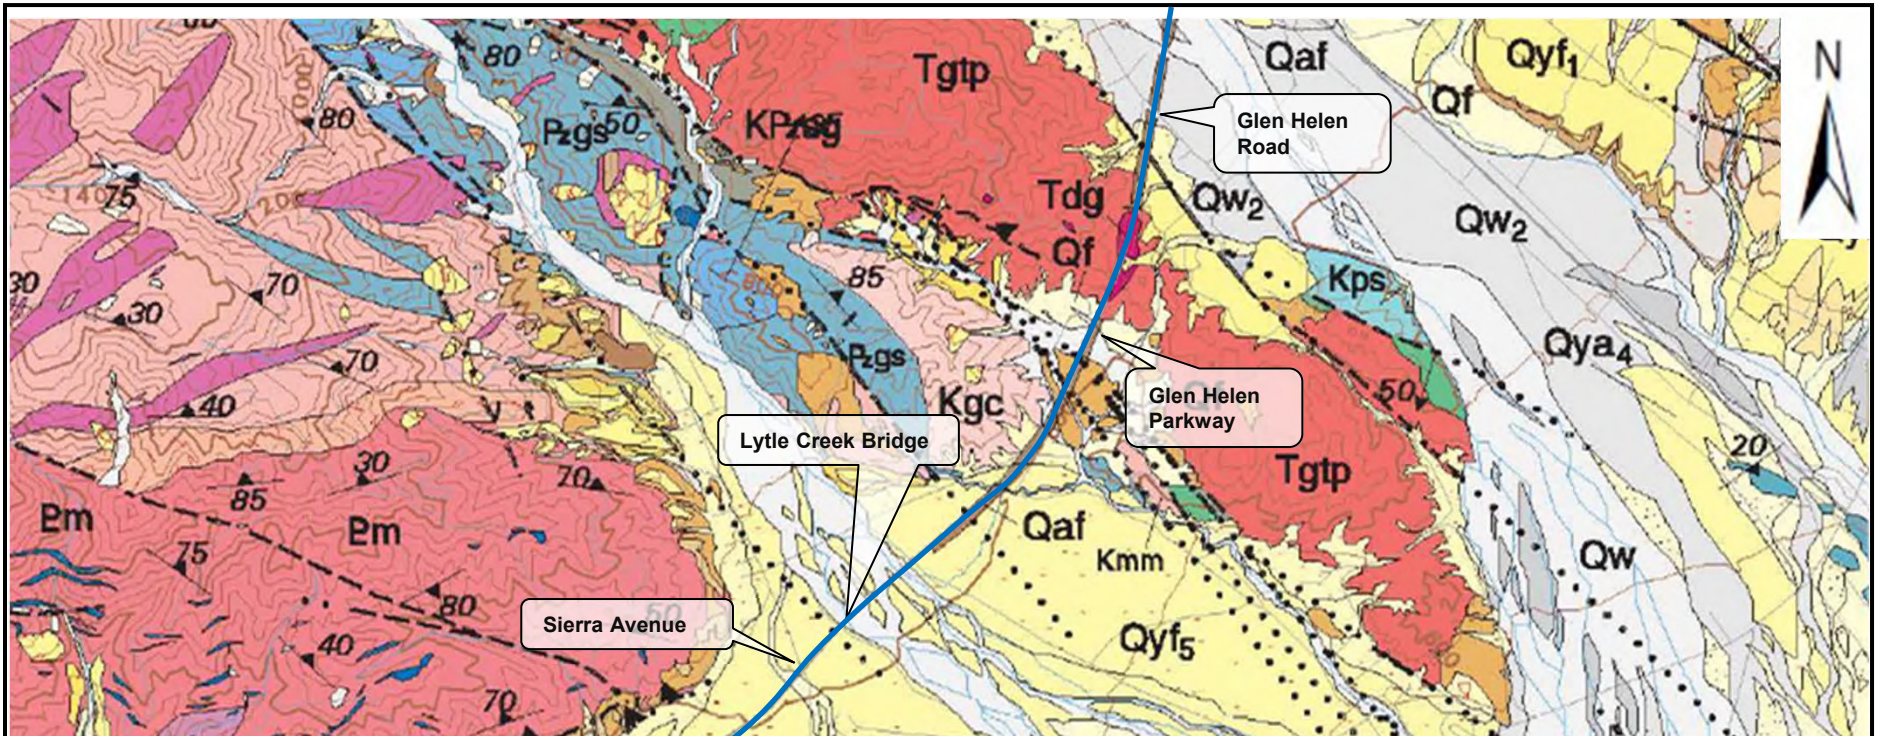 80
Tgtp
Qaf
Qyf1
N
Qf
Pzgs
50
80
Glen Helen
Road
75
Tdg
Qw2
Qw2
Qf
30
70
85
Kps
30
Qya4
70
Pzgs
40
Kgc
50
Glen Helen
Parkway
Lytle Creek Bridge
20
30
70
85
Tgtp
Pm
Pm
Qaf
75
Kmm
Qw
80
50
Sierra Avenue
40
Qyf5
70